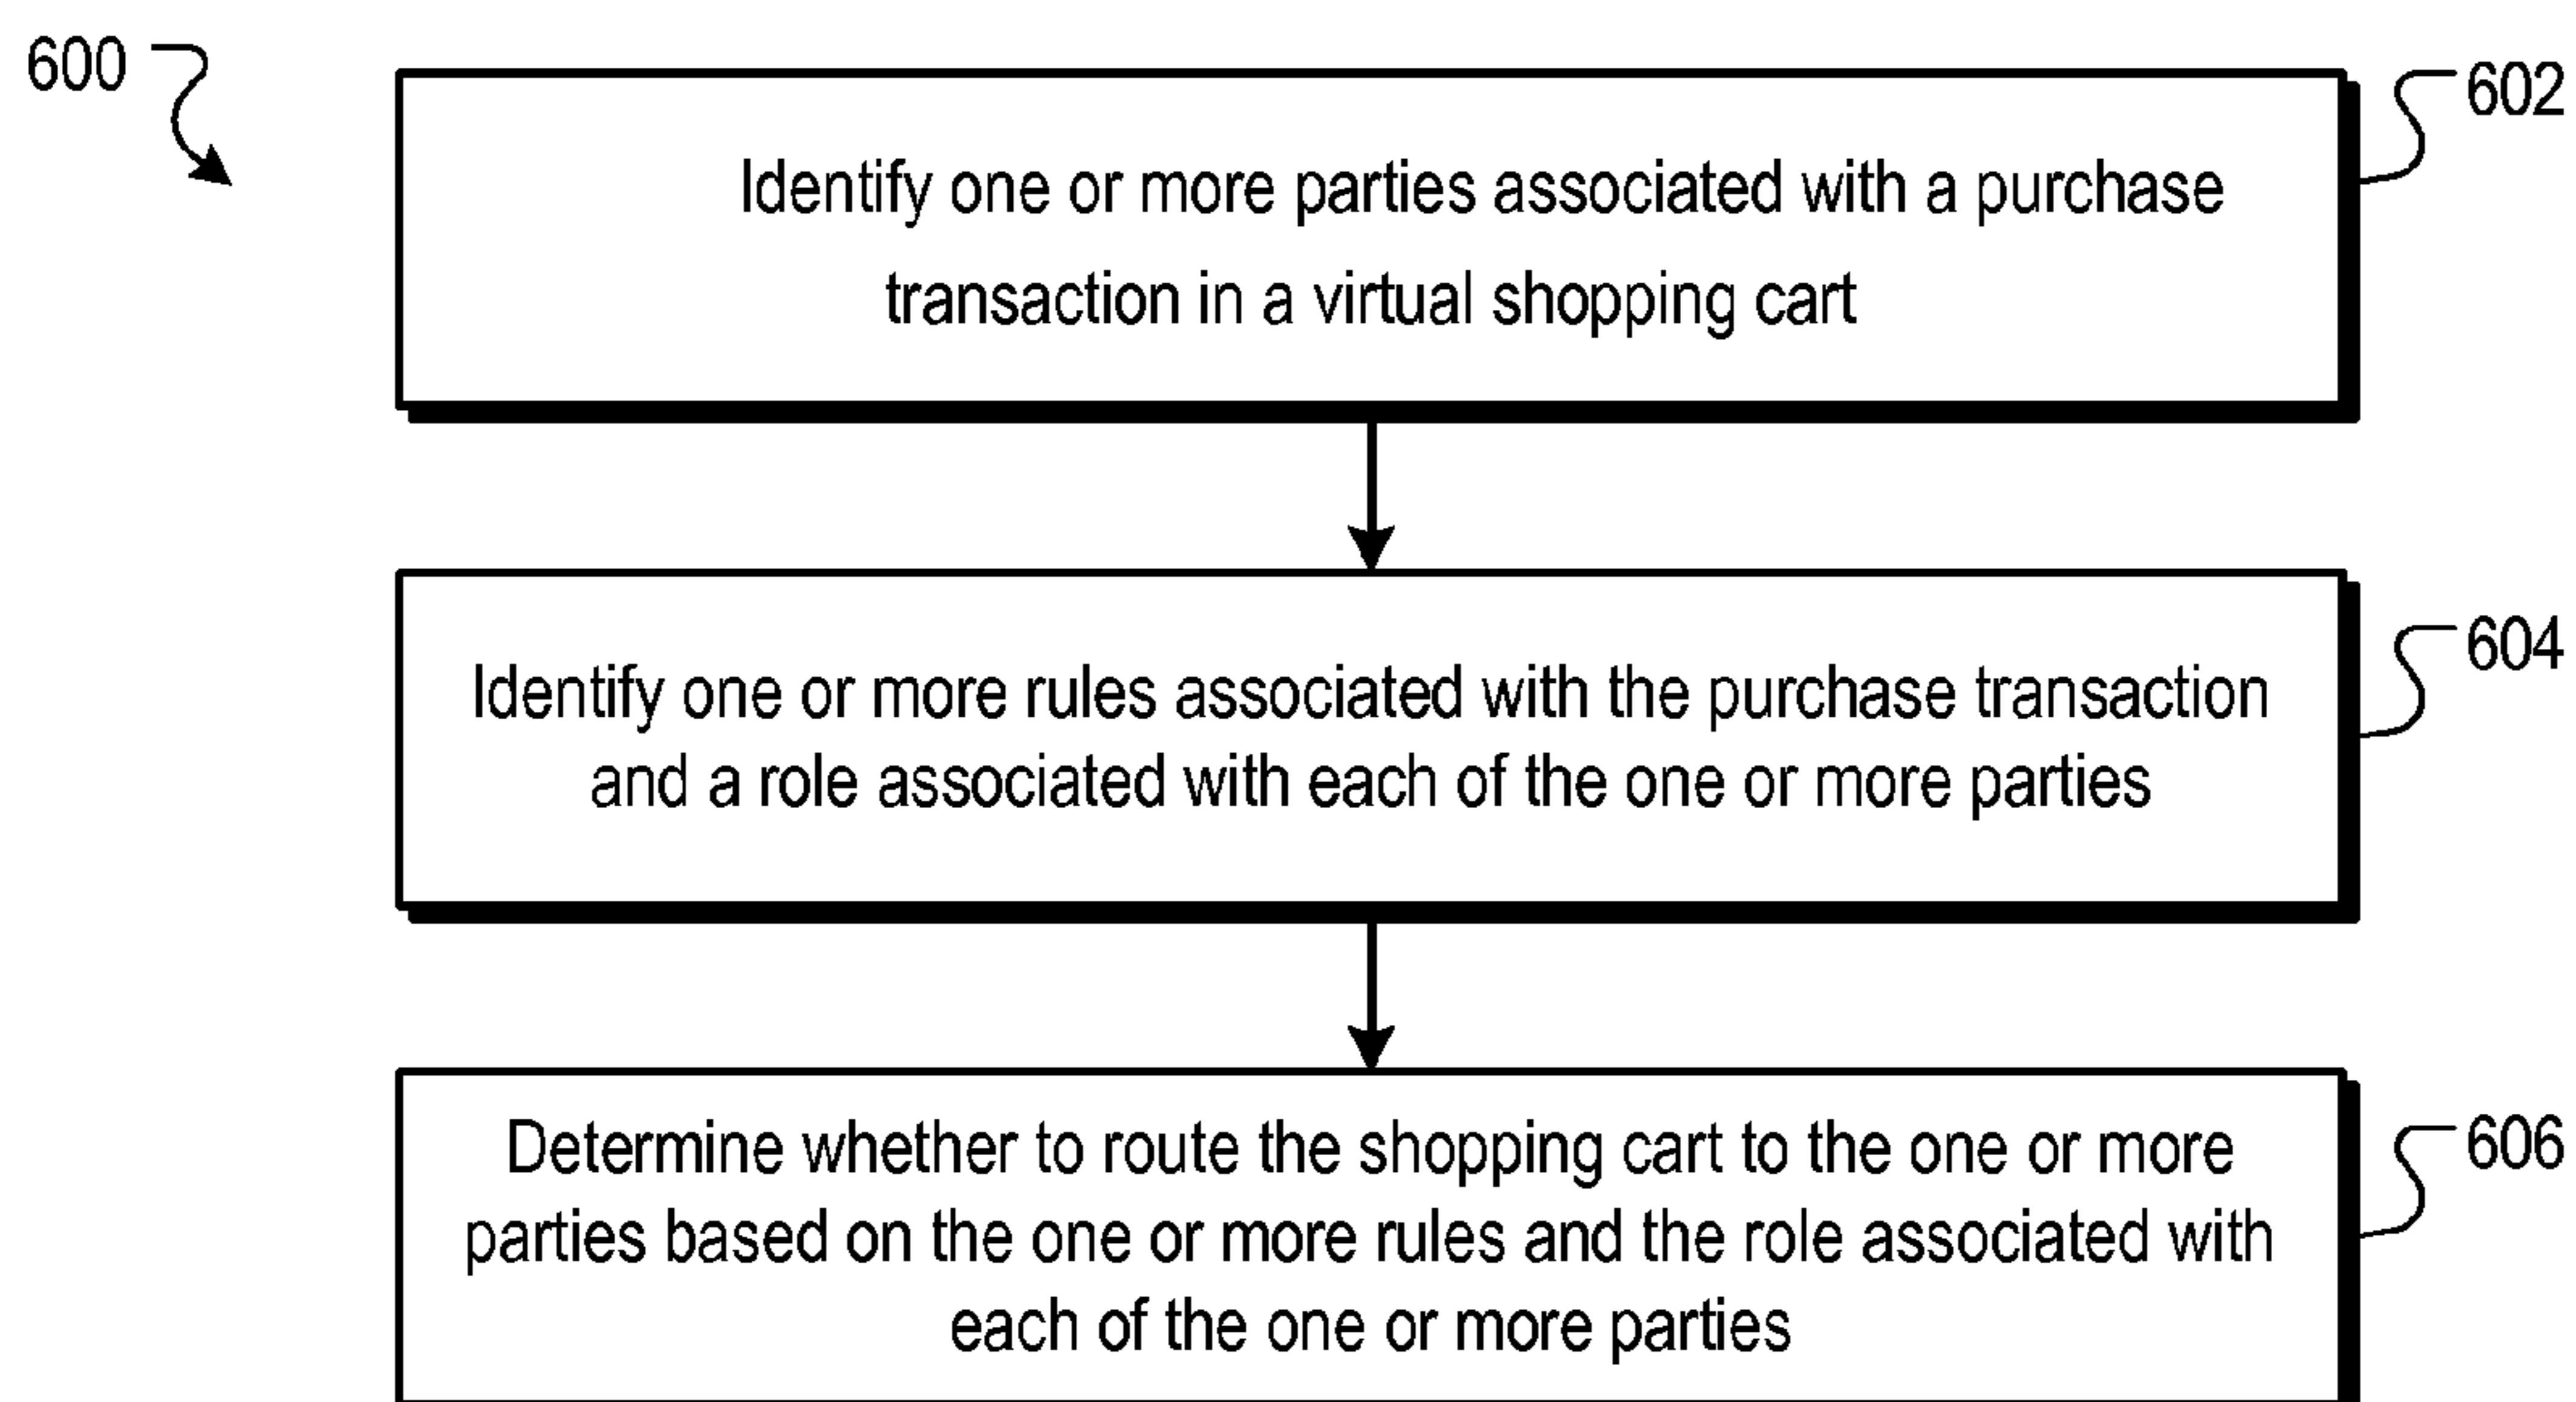 600
602
Identify one or more parties associated with a purchase
transaction in a virtual shopping cart
604
Identify one or more rules associated with the purchase transaction
and a role associated with each of the one or more parties
606
Determine whether to route the shopping cart to the one or more
parties based on the one or more rules and the role associated with
each of the one or more parties